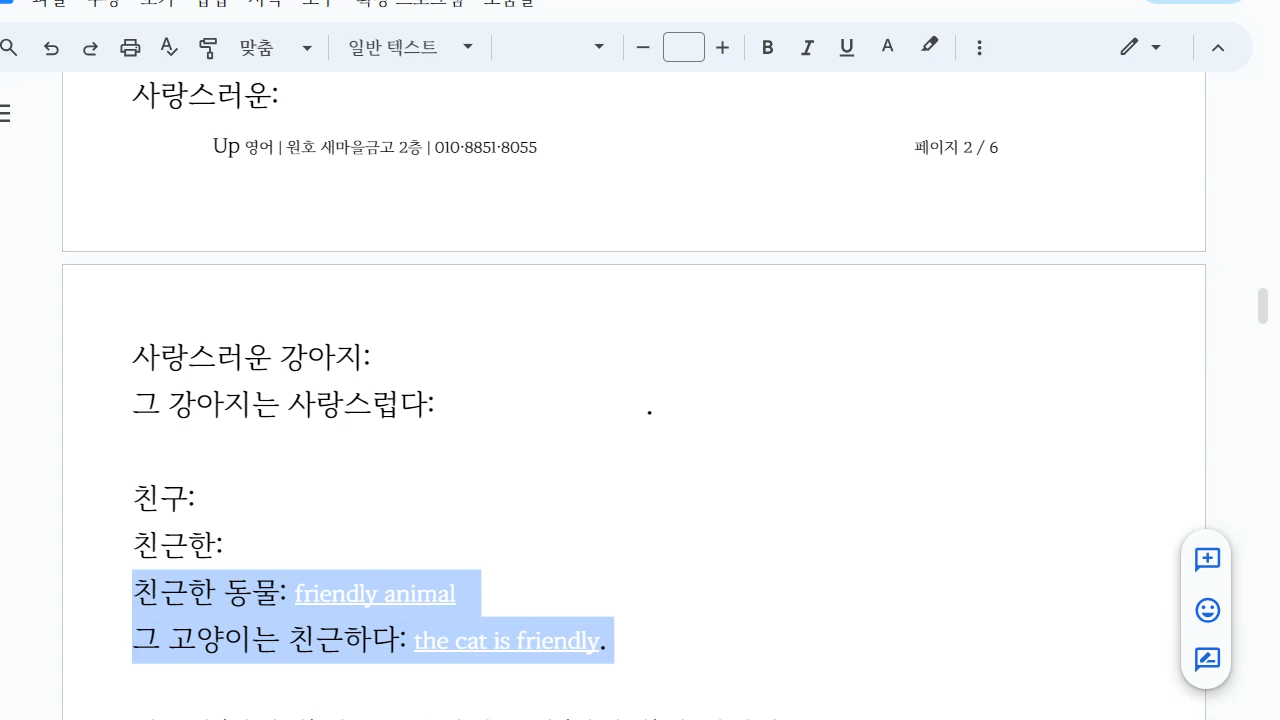 맞춤 일반 텍스트 B I U A
사랑스러운:
Up 영어 | 원호 새마을금고 2층 | 010-8851-8055 페이지 2 / 6
사랑스러운 강아지:
그 강아지는 사랑스럽다: .
친구:
친근한:
친근한 동물: friendly animal
그 고양이는 친근하다: the cat is friendly.